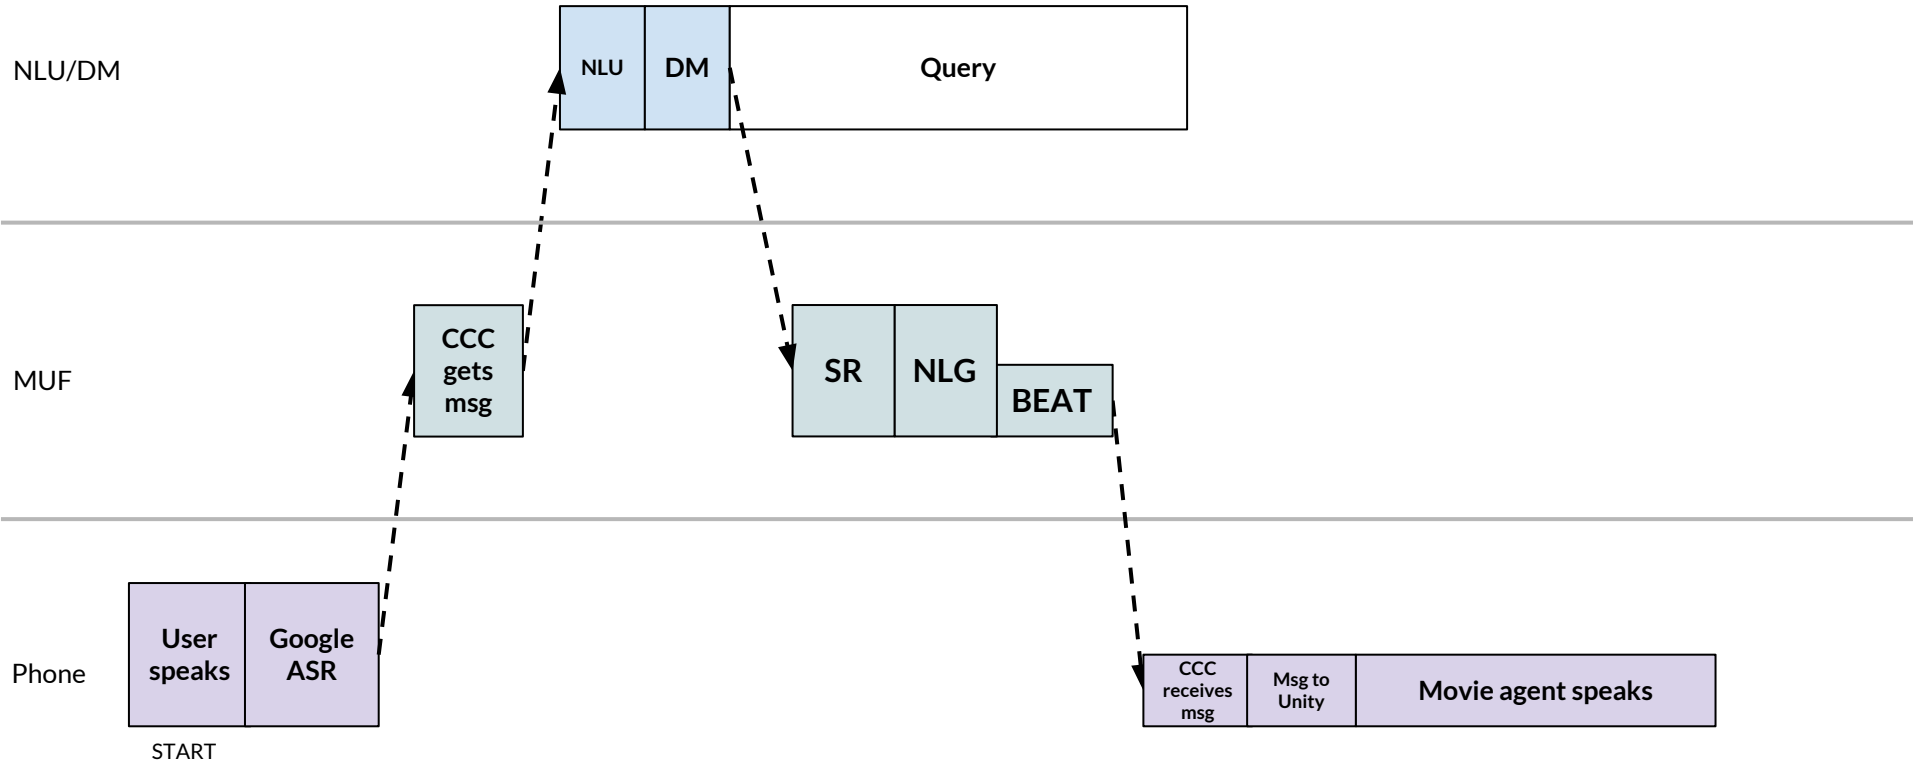 NLU/DM
NLU
DM
Query
MUF
CCC
gets
msg
SR
NLG
BEAT
Phone
User
speaks
Google
ASR
CCC
receives
msg
Msg to
Unity
Movie agent speaks
START